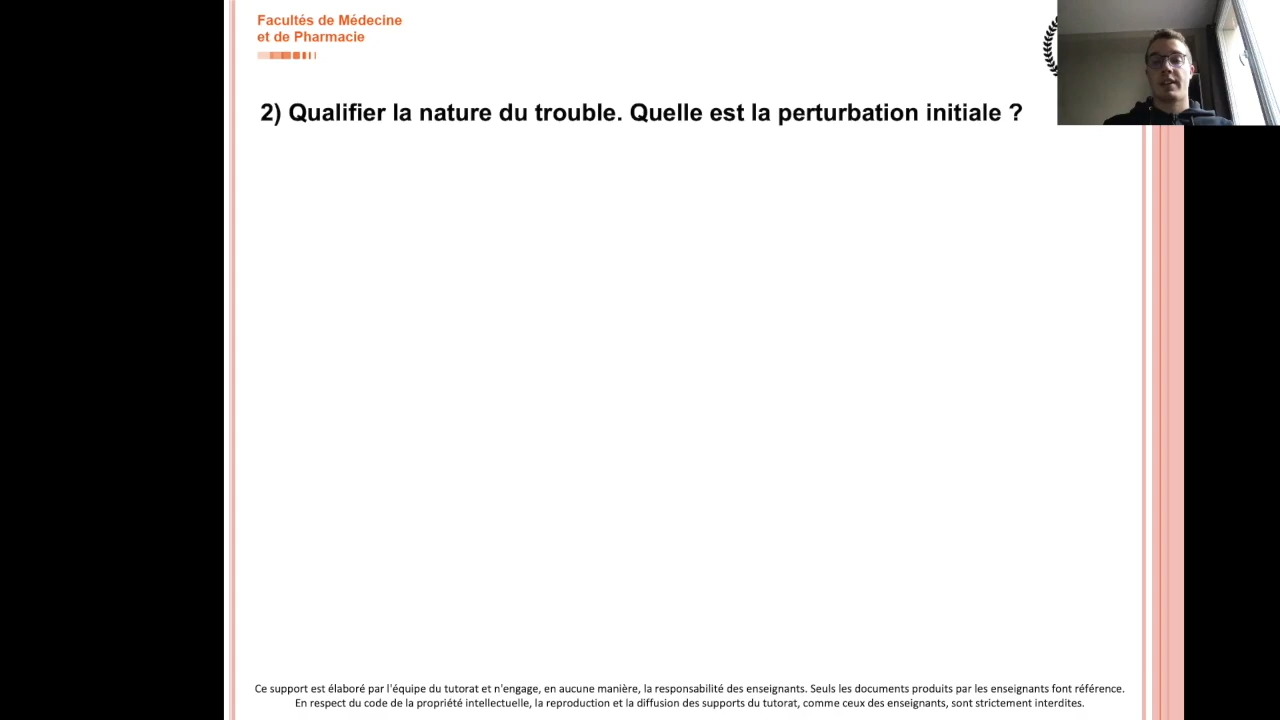 Facultés de Médecine
et de Pharmacie
2) Qualifier la nature du trouble. Quelle est la perturbation initiale ?
Ce support est élaboré par l'équipe du tutorat et n'engage, en aucune manière, la responsabilité des enseignants. Seuls les documents produits par les enseignants font référence.
En respect du code de la propriété intellectuelle, la reproduction et la diffusion des supports du tutorat, comme ceux des enseignants, sont strictement interdites.